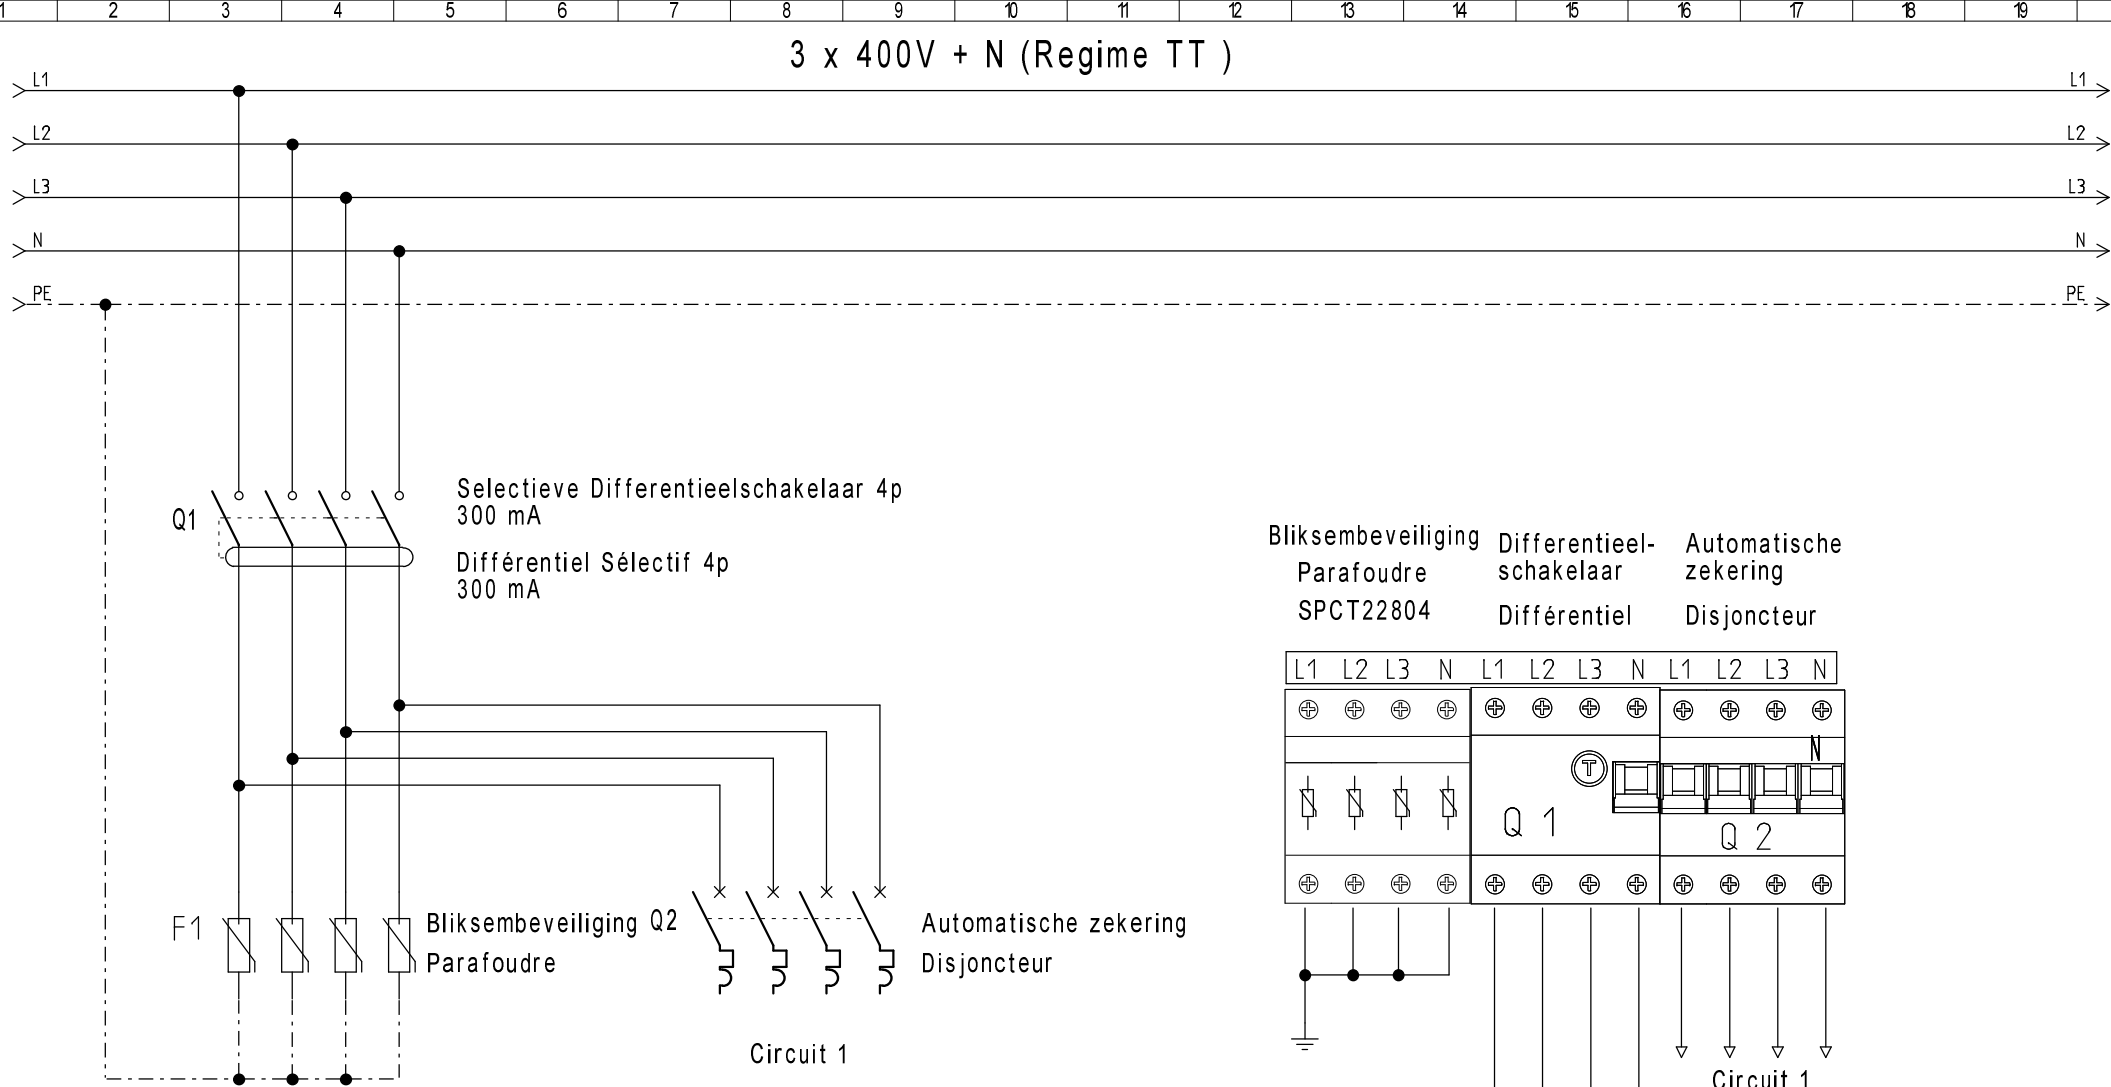 1 2 3 4 5 6 7 8 9 10 11 12 13 14 15 16 17 18 19
3 x 400V + N (Regime TT )
L1 L1
L2 L2
L3 L3
N N
PE PE
Q1
Selectieve Differentieelschakelaar 4p
300 mA
Différentiel Sélectif 4p
300 mA
Bliksembeveiliging
Parafoudre
SPCT22804
Differentieel-
schakelaar
Différentiel
Automatische
zekering
Disjoncteur
L1 L2 L3 N L1 L2 L3 N L1 L2 L3 N
N
T
Q 1
Q 2
F1
Bliksembeveiliging
Parafoudre
Q2
Automatische zekering
Disjoncteur
Circuit 1
Circuit 1